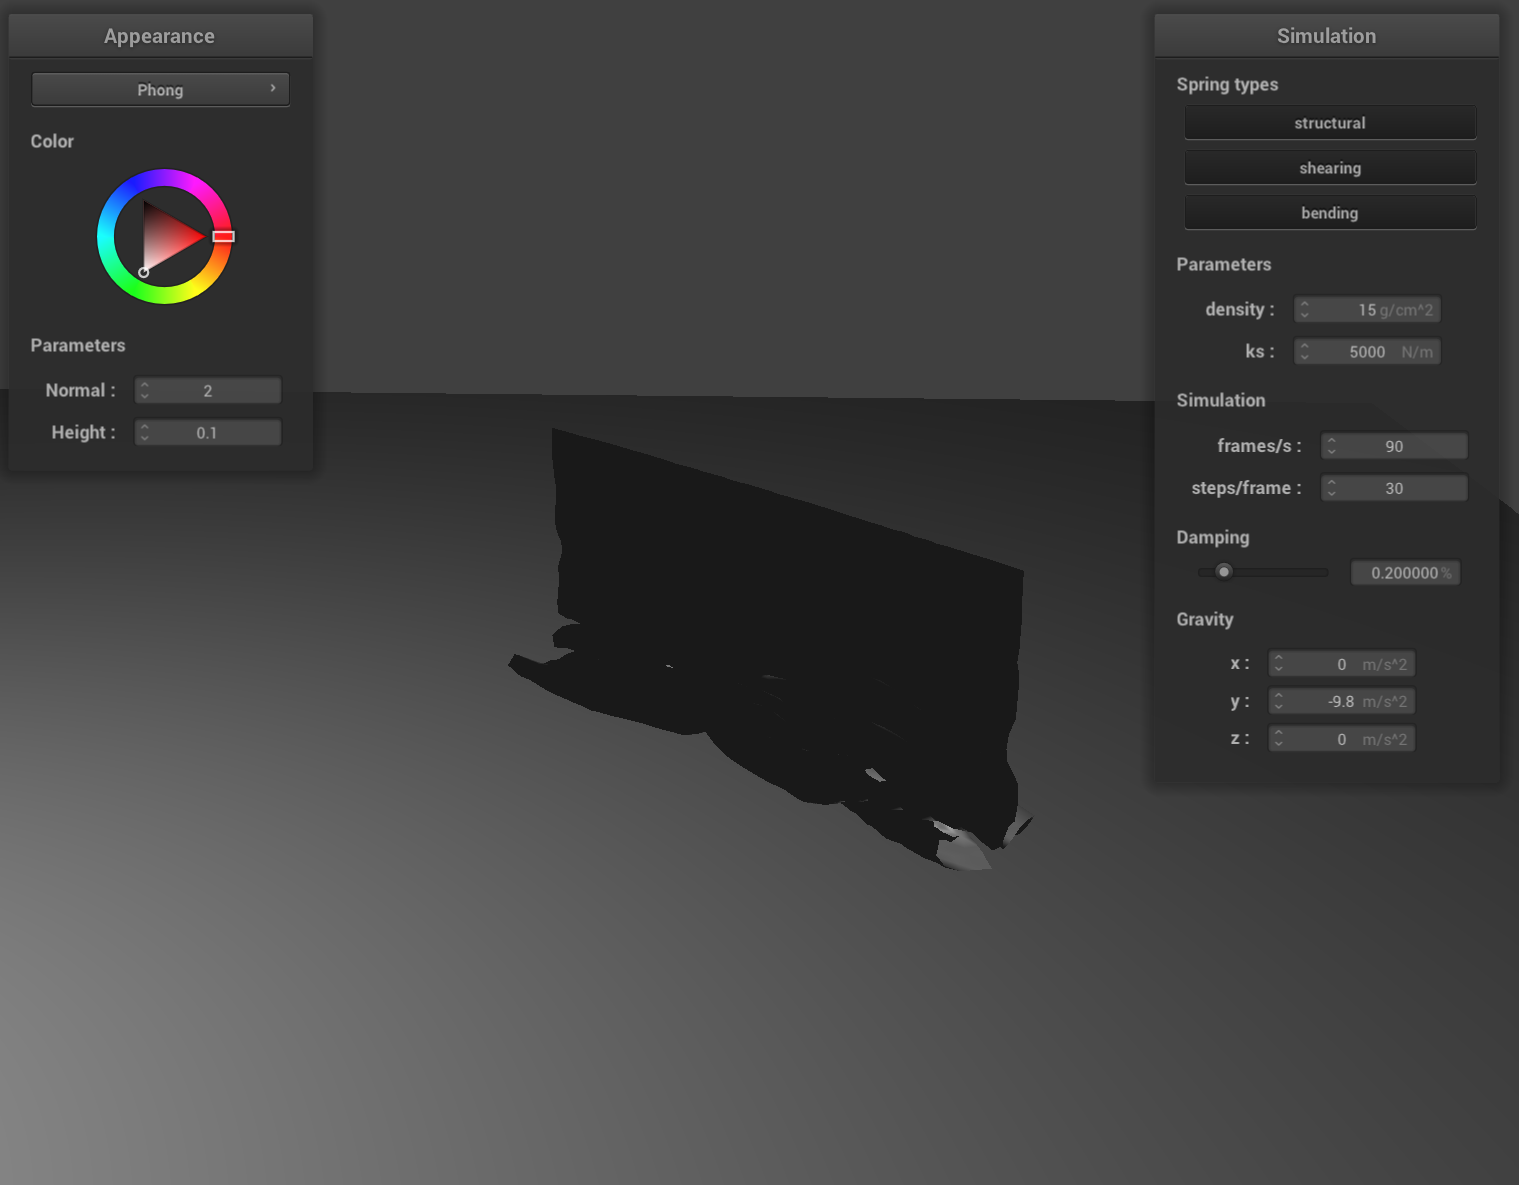 Appearance
Phong
Color
Parameters
Normal : 2
Height : 0.1
Simulation
Spring types
structural
shearing
bending
Parameters
density : 15 g/cm^2
ks : 5000 N/m
Simulation
frames/s : 90
steps/frame : 30
Damping
0.200000 %
Gravity
x : 0 m/s^2
y : -9.8 m/s^2
z : 0 m/s^2